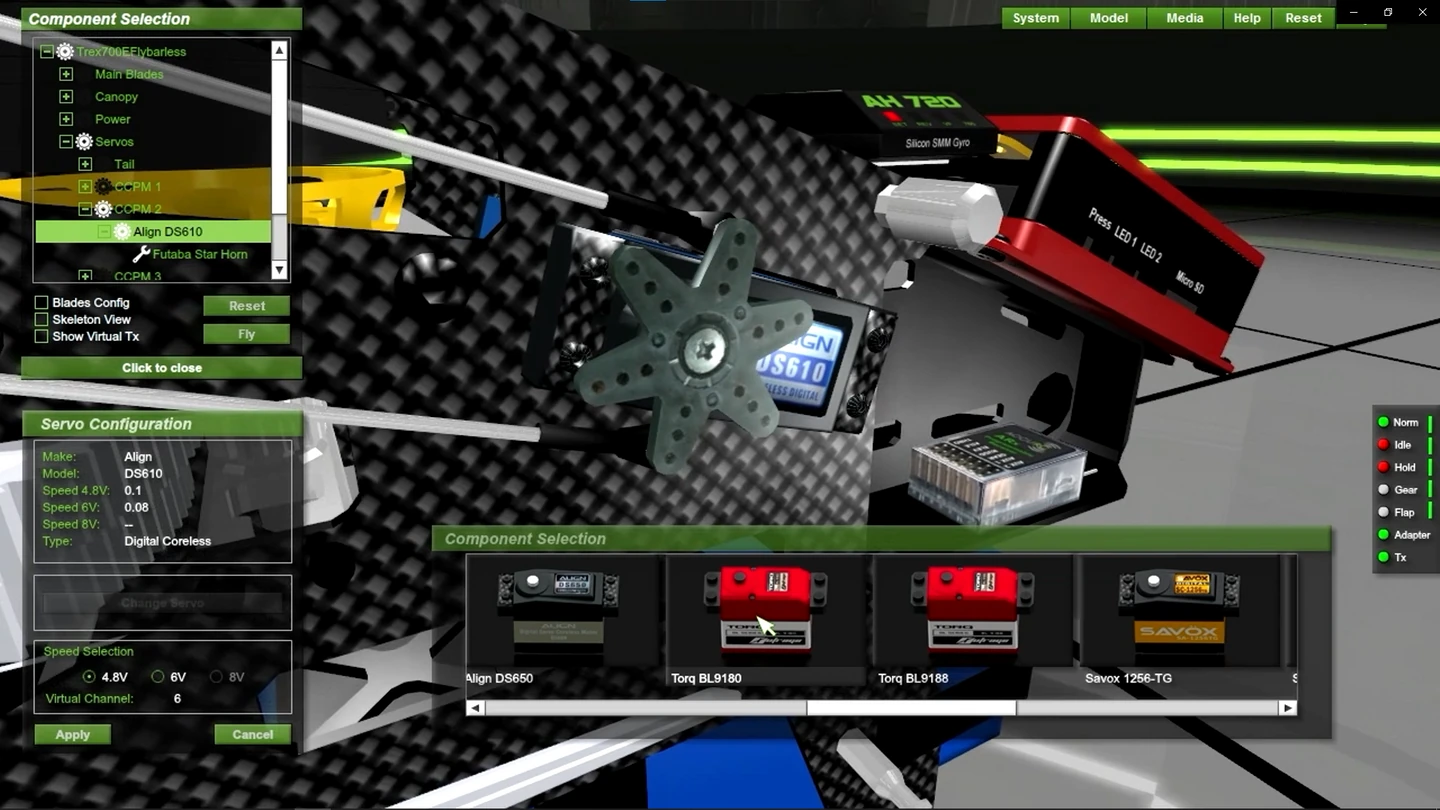 Component Selection
System
Model
Media
Help
Reset
Trex700EFlybarless
Main Blades
Canopy
Power
Servos
Tail
CCPM 1
CCPM 2
Align DS610
Futaba Star Horn
CCPM 3
Blades Config
Skeleton View
Show Virtual Tx
Reset
Fly
Click to close
AH 720
Silicon SMM Gyro
Press LED 1 LED 2
Micro SD
DS610
Servo Configuration
Make: Align
Model: DS610
Speed 4.8V: 0.1
Speed 6V: 0.08
Speed 8V: --
Type: Digital Coreless
Change Servo
Speed Selection
4.8V
6V
8V
Virtual Channel: 6
Apply
Cancel
Norm
Idle
Hold
Gear
Flap
Adapter
Tx
Component Selection
ALIGN
DS650
TORQ
TORQ
SAVOX
Align DS650
Torq BL9180
Torq BL9188
Savox 1256-TG